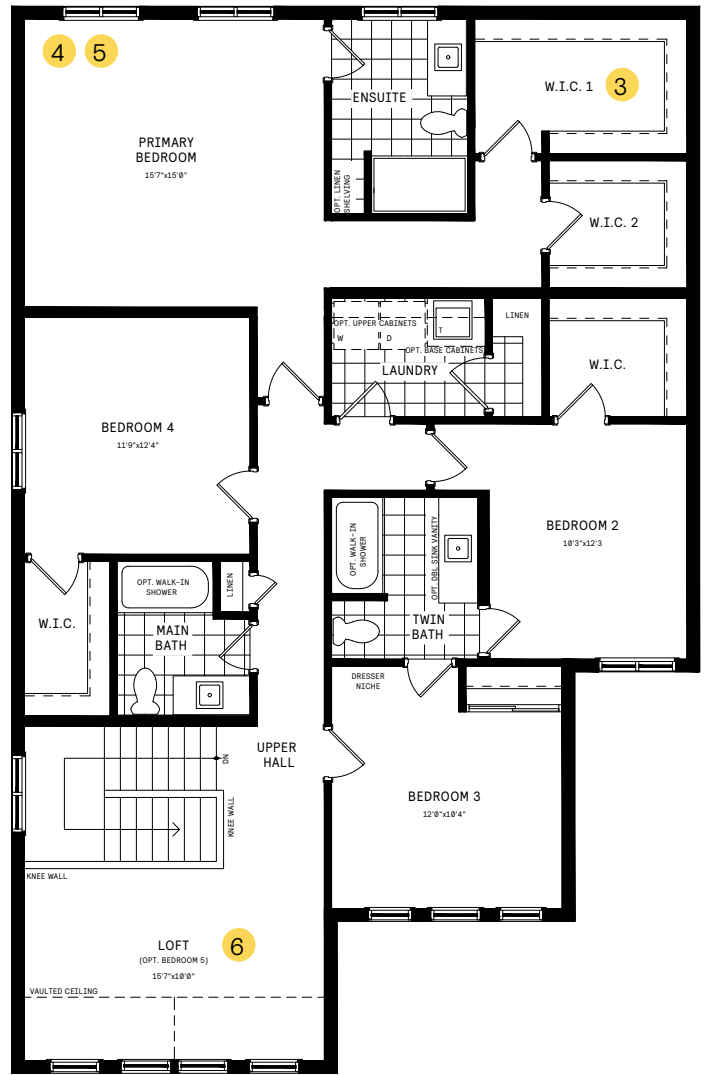 4 5
PRIMARY
BEDROOM
15'7"x15'0"
ENSUITE
OPT. LINEN
SHELVING
W.I.C. 1
3
W.I.C. 2
OPT. UPPER CABINETS
W
D
T
OPT. BASE CABINETS
LAUNDRY
LINEN
W.I.C.
BEDROOM 4
11'9"x12'4"
BEDROOM 2
10'3"x12'3
OPT. WALK-IN
SHOWER
OPT. DBL SINK VANITY
TWIN
BATH
W.I.C.
OPT. WALK-IN
SHOWER
LINEN
MAIN
BATH
DRESSER
NICHE
UPPER
HALL
DN
KNEE WALL
KNEE WALL
BEDROOM 3
12'0"x10'4"
LOFT
(OPT. BEDROOM 5)
15'7"x10'0"
6
VAULTED CEILING